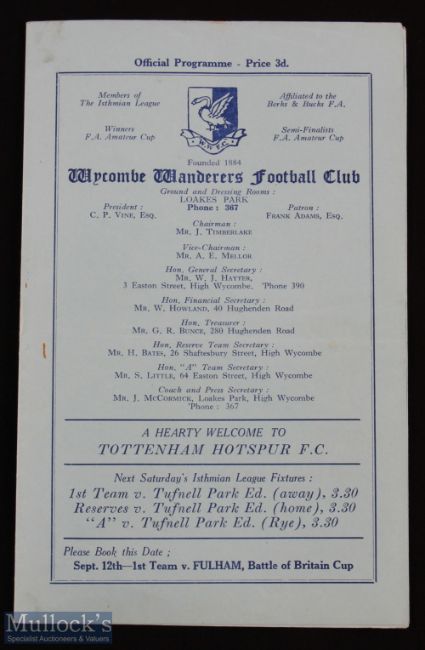 Official Programme - Price 3d.
Members of
The Isthmian League
Affiliated to the
Berks & Bucks F.A.
Winners
F.A. Amateur Cup
Semi-Finalists
F.A. Amateur Cup
W.W.F.C.
Founded 1884
Wycombe Wanderers Football Club
Ground and Dressing Rooms :
LOAKES PARK
Phone : 367
President :
C. P. VINE, ESQ.
Patron :
FRANK ADAMS, ESQ.
Chairman :
MR. J. TIMBERLAKE
Vice-Chairman :
MR. A. E. MELLOR
Hon. General Secretary :
MR. W. J. HAYTER,
3 Easton Street, High Wycombe. 'Phone 390
Hon. Financial Secretary :
MR. W. HOWLAND, 40 Hughenden Road
Hon. Treasurer :
MR. G. R. BUNCE, 280 Hughenden Road
Hon. Reserve Team Secretary :
MR. H. BATES, 26 Shaftesbury Street, High Wycombe
Hon. "A" Team Secretary :
MR. S. LITTLE, 64 Easton Street, High Wycombe
Coach and Press Secretary :
MR. J. MCCORMICK, Loakes Park, High Wycombe
'Phone : 367
A HEARTY WELCOME TO
TOTTENHAM HOTSPUR F.C.
Next Saturday's Isthmian League Fixtures :
1st Team v. Tufnell Park Ed. (away), 3.30
Reserves v. Tufnell Park Ed. (home), 3.30
"A" v. Tufnell Park Ed. (Rye), 3.30
Please Book this Date ;
Sept. 12th—1st Team v. FULHAM, Battle of Britain Cup
Mullock's
Specialist Auctioneers & Valuers